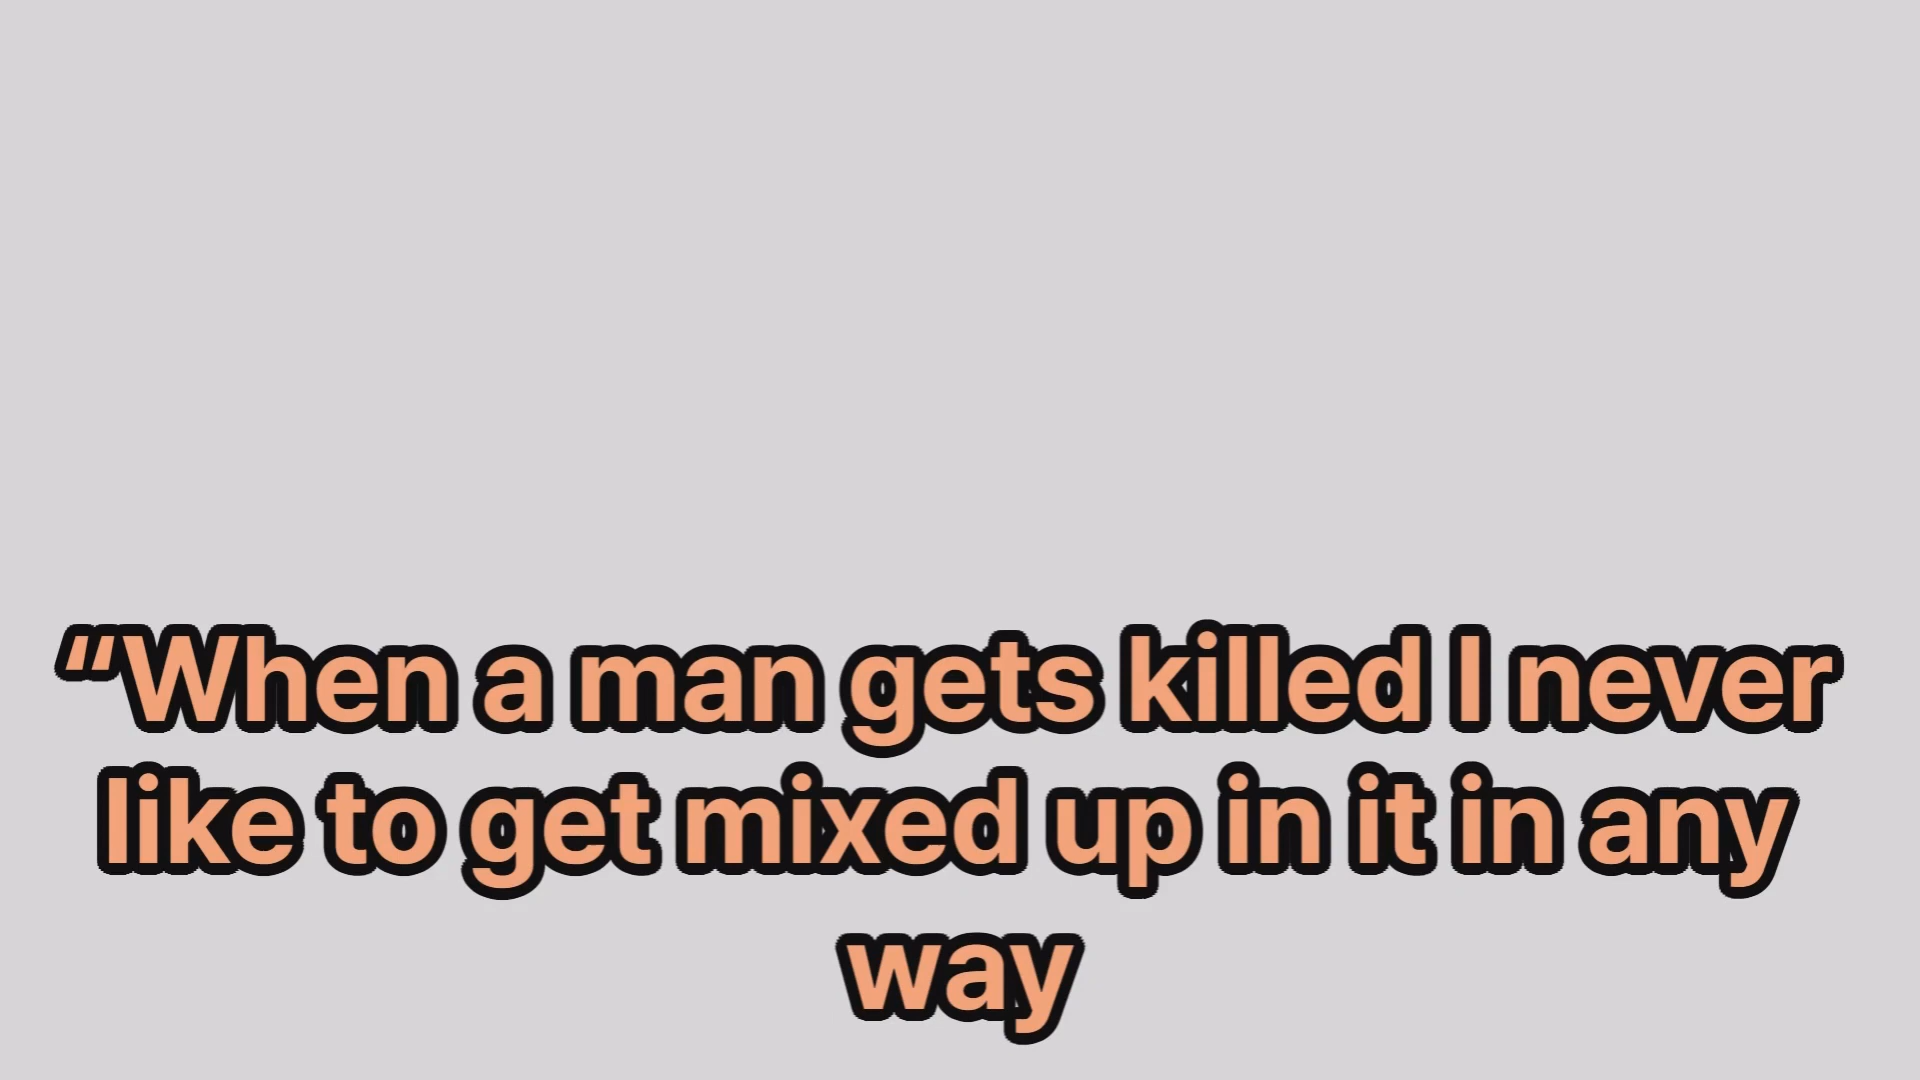 “When a man gets killed I never
like to get mixed up in it in any
way